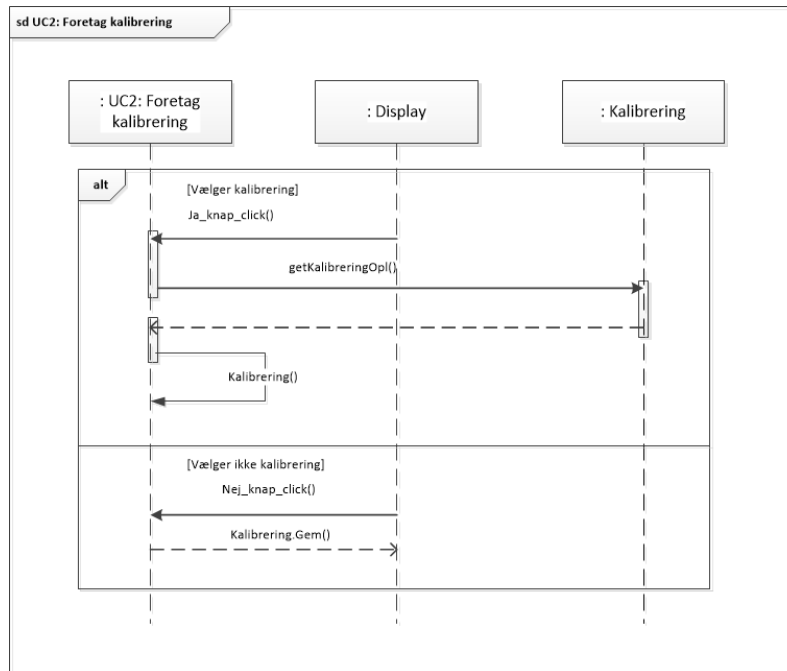 sd UC2: Foretag kalibrering
: UC2: Foretag
kalibrering
: Display
: Kalibrering
alt
[Vælger kalibrering]
Ja_knap_click()
getKalibreringOpl()
Kalibrering()
[Vælger ikke kalibrering]
Nej_knap_click()
Kalibrering.Gem()